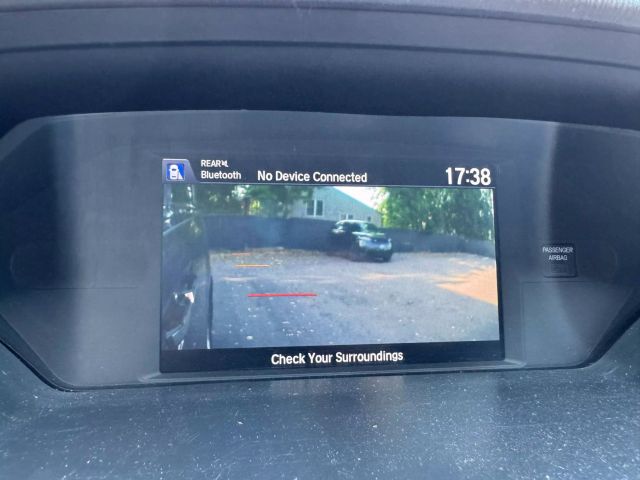 REAR
Bluetooth No Device Connected 17:38
PASSENGER
AIRBAG
Check Your Surroundings